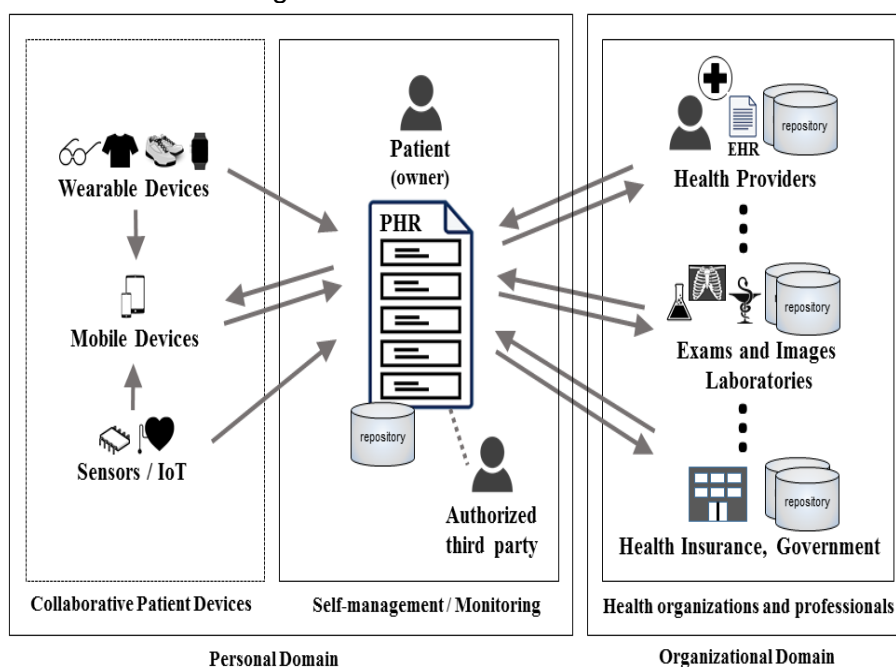 Wearable Devices
Mobile Devices
Sensors / IoT
Collaborative Patient Devices
Patient
(owner)
PHR
repository
Authorized
third party
Self-management / Monitoring
Personal Domain
EHR
repository
Health Providers
repository
Exams and Images
Laboratories
repository
Health Insurance, Government
Health organizations and professionals
Organizational Domain